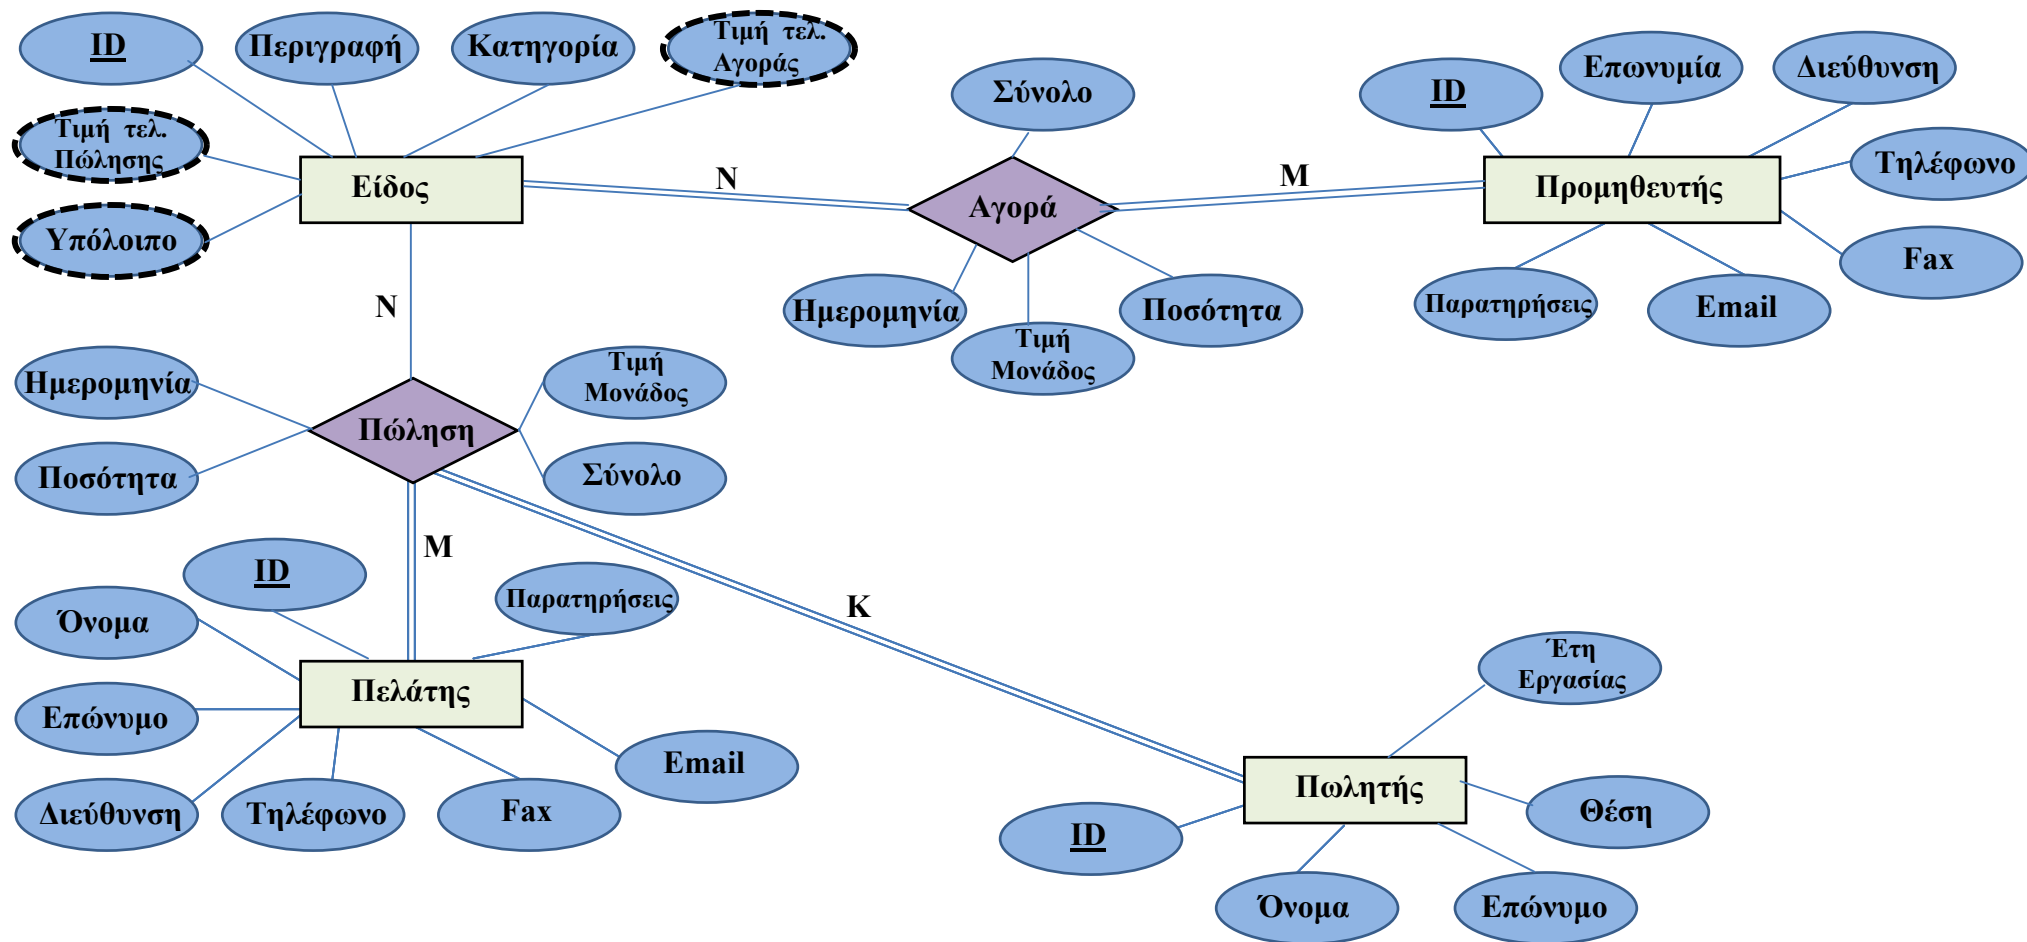 ID
Περιγραφή
Κατηγορία
Τιμή τελ.
Αγοράς
Σύνολο
ID
Επωνυμία
Διεύθυνση
Τιμή τελ.
Πώλησης
Είδος
N
Αγορά
M
Προμηθευτής
Τηλέφωνο
Υπόλοιπο
Fax
Ημερομηνία
Τιμή
Μονάδος
Ποσότητα
Παρατηρήσεις
Email
N
Ημερομηνία
Πώληση
Τιμή
Μονάδος
Ποσότητα
Σύνολο
M
K
ID
Παρατηρήσεις
Όνομα
Επώνυμο
Πελάτης
Email
Διεύθυνση
Τηλέφωνο
Fax
Έτη
Εργασίας
Πωλητής
Θέση
ID
Όνομα
Επώνυμο